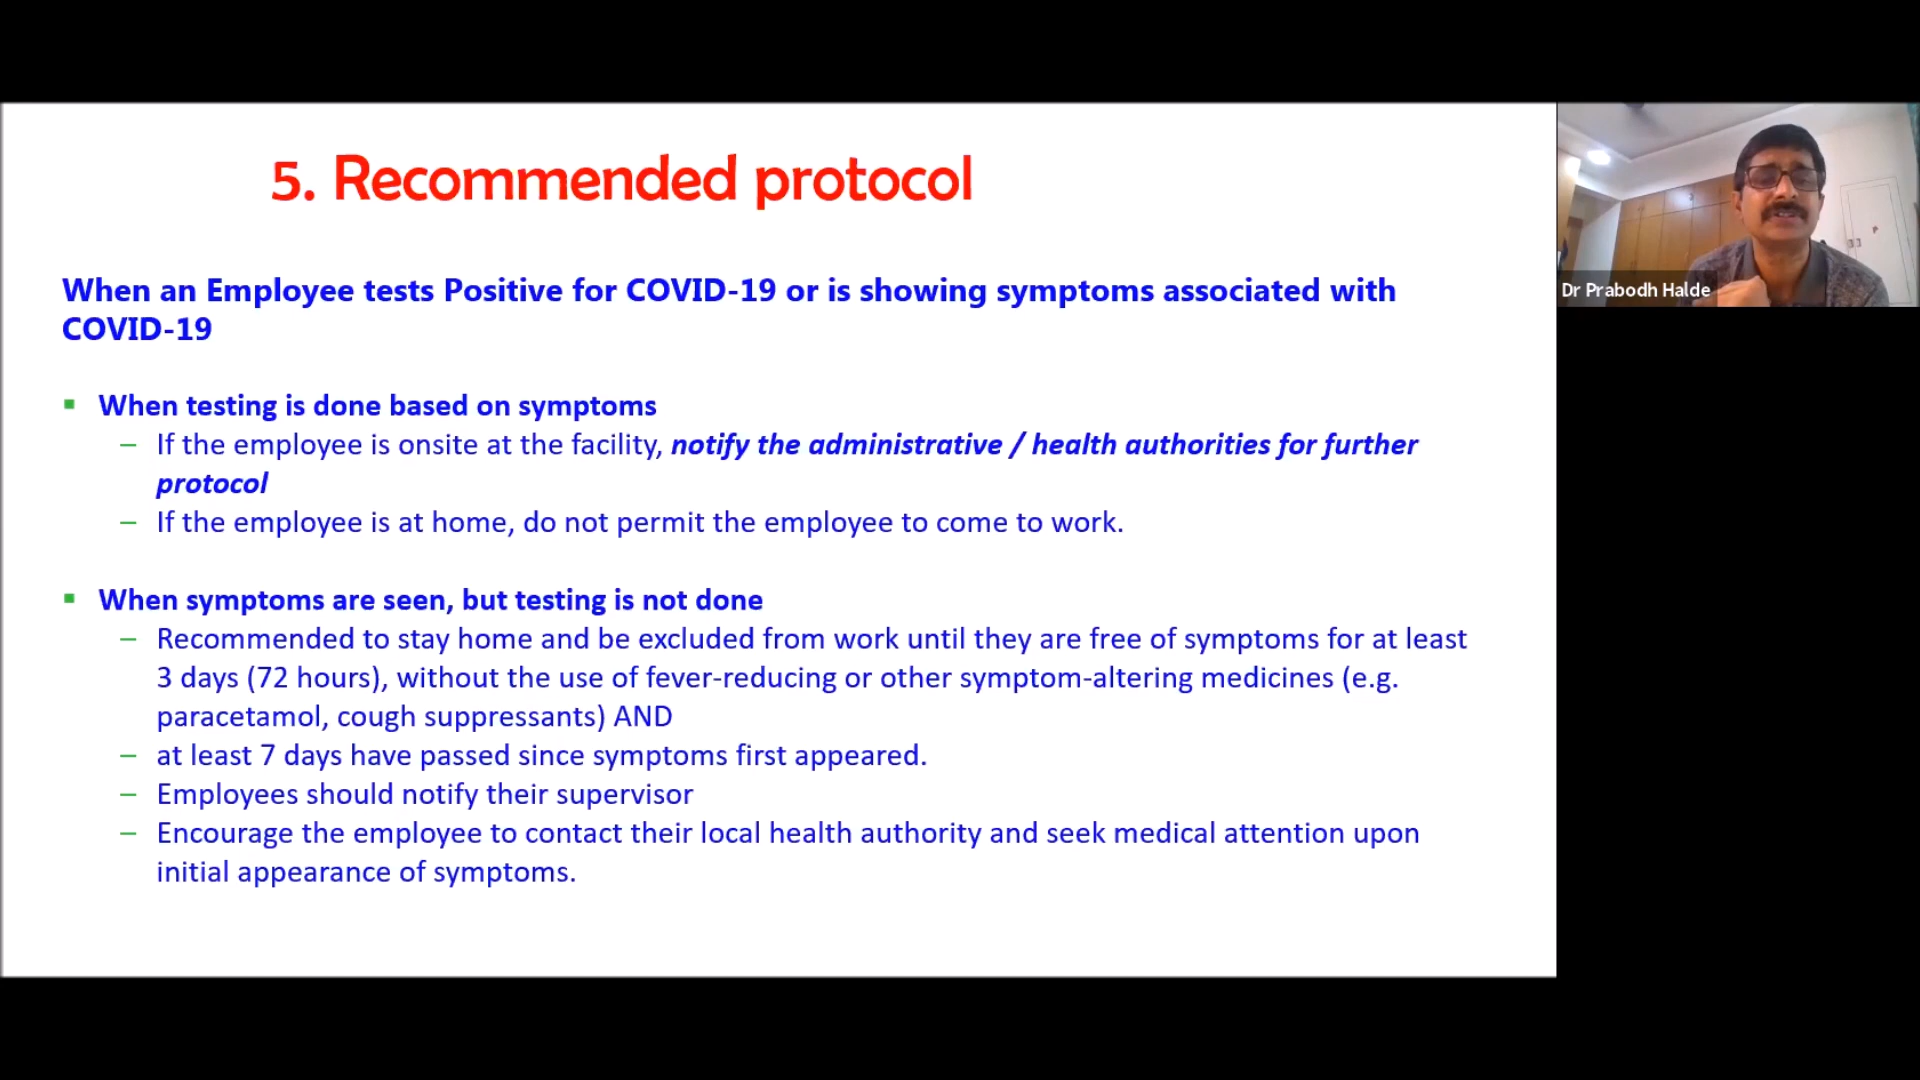 5. Recommended protocol
When an Employee tests Positive for COVID-19 or is showing symptoms associated with
COVID-19
▪ When testing is done based on symptoms
– If the employee is onsite at the facility, notify the administrative / health authorities for further
protocol
– If the employee is at home, do not permit the employee to come to work.
▪ When symptoms are seen, but testing is not done
– Recommended to stay home and be excluded from work until they are free of symptoms for at least
3 days (72 hours), without the use of fever-reducing or other symptom-altering medicines (e.g.
paracetamol, cough suppressants) AND
– at least 7 days have passed since symptoms first appeared.
– Employees should notify their supervisor
– Encourage the employee to contact their local health authority and seek medical attention upon
initial appearance of symptoms.
Dr Prabodh Halde